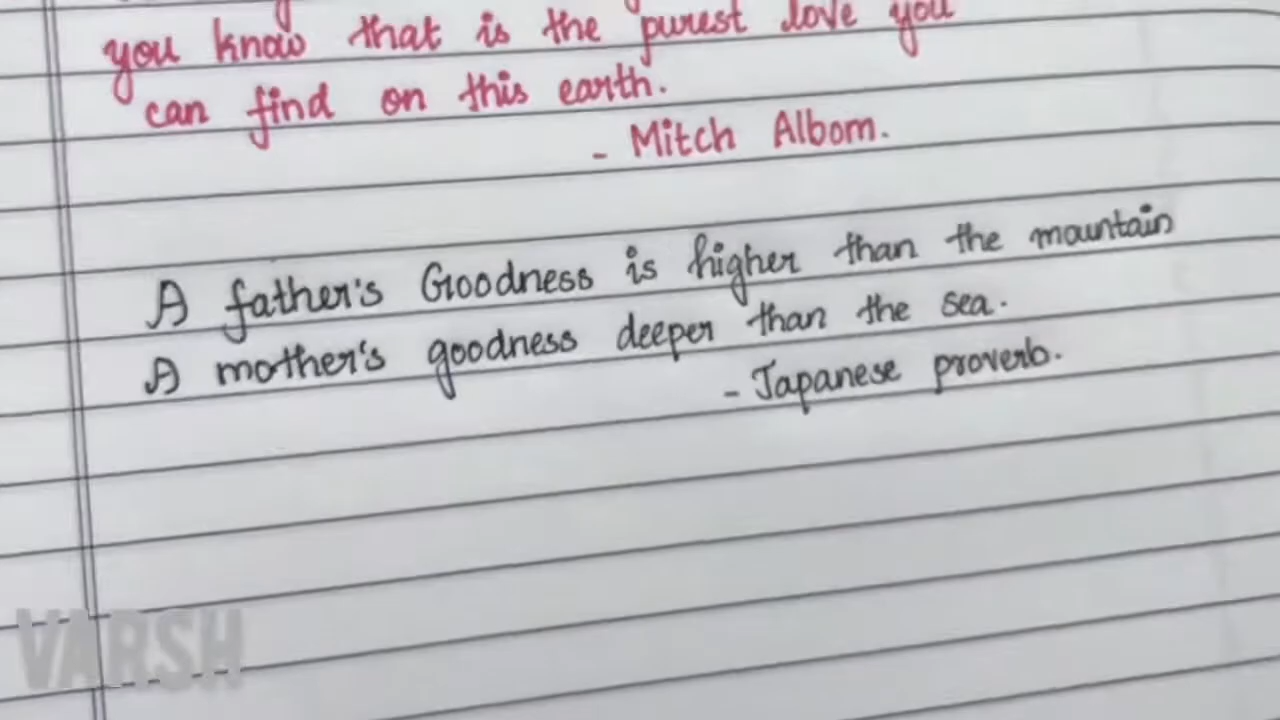 you know that is the purest love you
can find on this earth.
- Mitch Albom.
A father's Goodness is higher than the mountain
A mother's goodness deeper than the sea.
- Japanese proverb.
VARSH